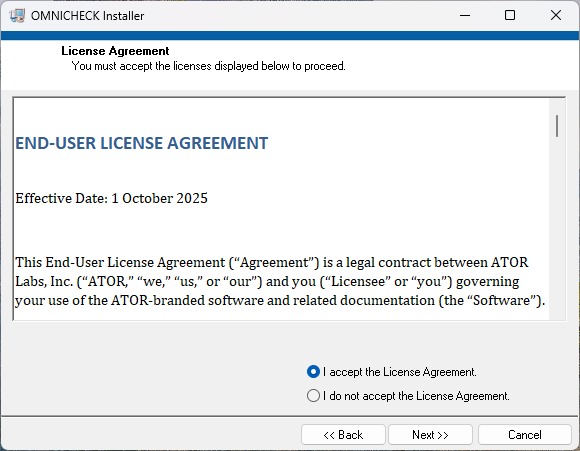 OMNICHECK Installer
License Agreement
You must accept the licenses displayed below to proceed.
END-USER LICENSE AGREEMENT
Effective Date: 1 October 2025
This End-User License Agreement (“Agreement”) is a legal contract between ATOR
Labs, Inc. (“ATOR,” “we,” “us,” or “our”) and you (“Licensee” or “you”) governing
your use of the ATOR-branded software and related documentation (the “Software”).
I accept the License Agreement.
I do not accept the License Agreement.
<< Back
Next >>
Cancel